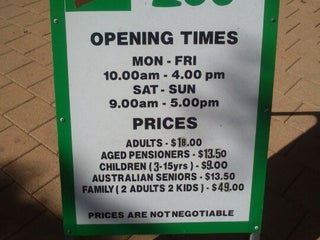 ZOO
OPENING TIMES
MON - FRI
10.00am - 4.00 pm
SAT - SUN
9.00am - 5.00pm
PRICES
ADULTS - $18.00
AGED PENSIONERS - $13.50
CHILDREN (3-15yrs) - $9.00
AUSTRALIAN SENIORS - $13.50
FAMILY ( 2 ADULTS 2 KIDS ) - $49.00
PRICES ARE NOT NEGOTIABLE